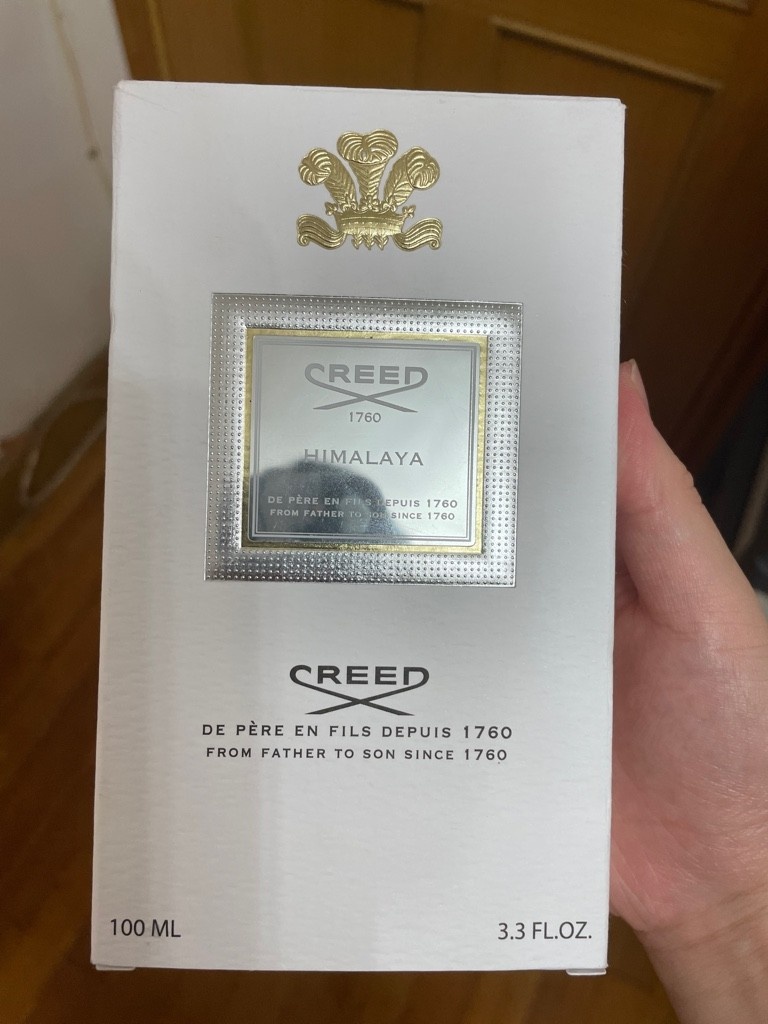 CREED
1760
HIMALAYA
DE PÈRE EN FILS DEPUIS 1760
FROM FATHER TO SON SINCE 1760
CREED
DE PÈRE EN FILS DEPUIS 1760
FROM FATHER TO SON SINCE 1760
100 ML
3.3 FL.OZ.